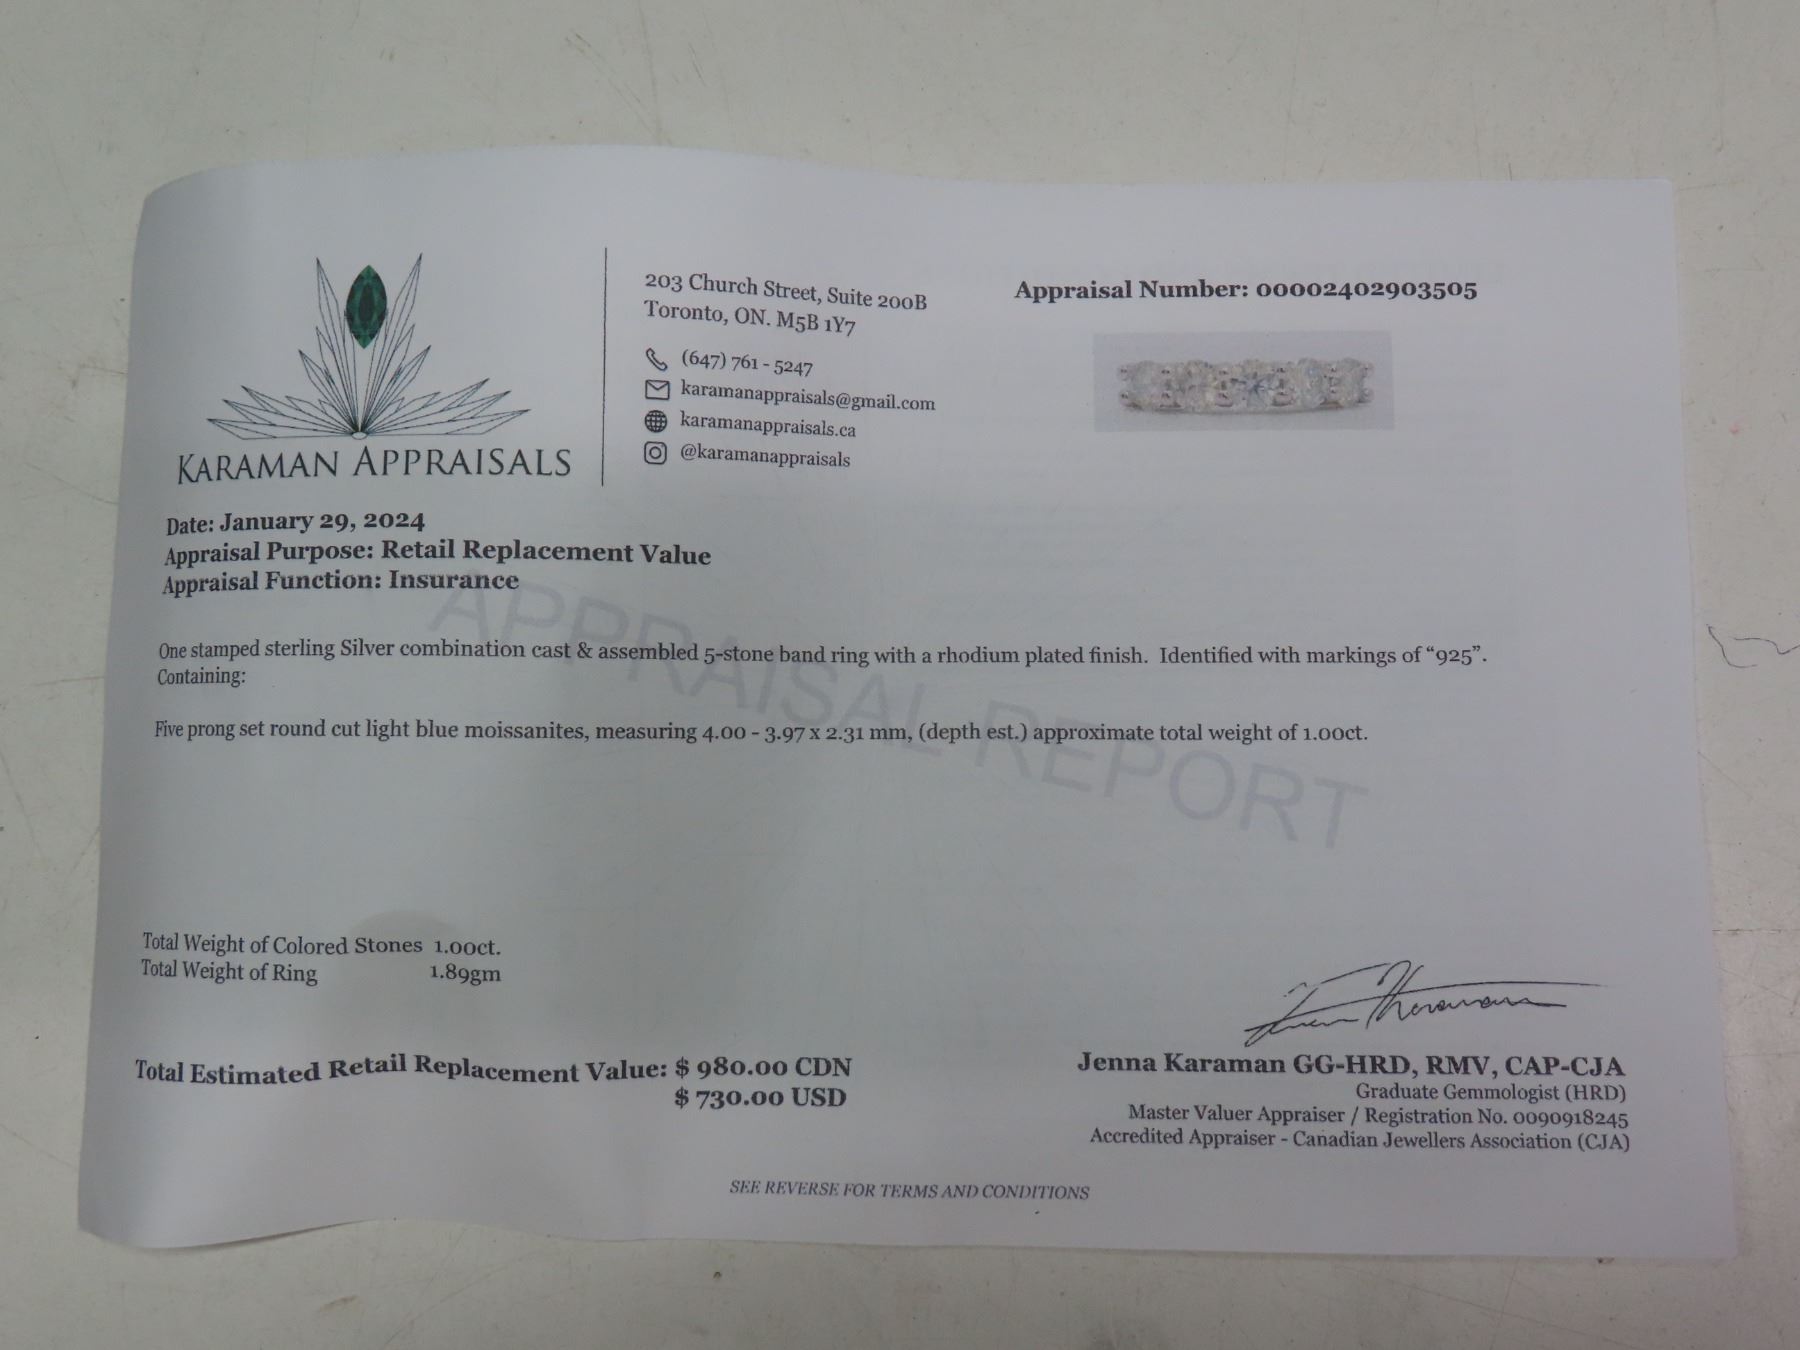 KARAMAN APPRAISALS
203 Church Street, Suite 200B
Toronto, ON. M5B 1Y7
(647) 761 - 5247
karamanappraisals@gmail.com
karamanappraisals.ca
@karamanappraisals
Appraisal Number: 00002402903505
Date: January 29, 2024
Appraisal Purpose: Retail Replacement Value
Appraisal Function: Insurance
APPRAISAL REPORT
One stamped sterling Silver combination cast & assembled 5-stone band ring with a rhodium plated finish. Identified with markings of “925”.
Containing:
Five prong set round cut light blue moissanites, measuring 4.00 - 3.97 x 2.31 mm, (depth est.) approximate total weight of 1.00ct.
Total Weight of Colored Stones 1.00ct.
Total Weight of Ring 1.89gm
Total Estimated Retail Replacement Value: $ 980.00 CDN
$ 730.00 USD
Jenna Karaman GG-HRD, RMV, CAP-CJA
Graduate Gemmologist (HRD)
Master Valuer Appraiser / Registration No. 0090918245
Accredited Appraiser - Canadian Jewellers Association (CJA)
SEE REVERSE FOR TERMS AND CONDITIONS